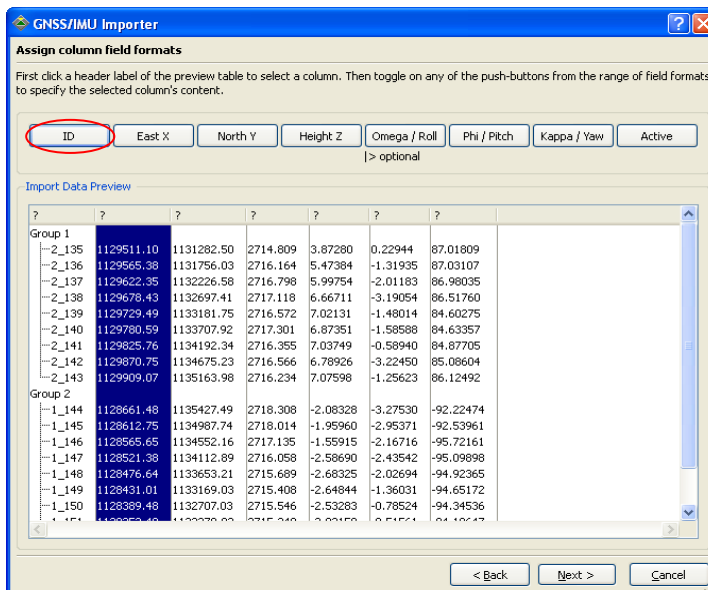 GNSS/IMU Importer
Assign column field formats
First click a header label of the preview table to select a column. Then toggle on any of the push-buttons from the range of field formats
to specify the selected column's content.
ID East X North Y Height Z Omega / Roll Phi / Pitch Kappa / Yaw Active
|> optional
Import Data Preview
? ? ? ? ? ? ?
Group 1
2_135 1129511.10 1131282.50 2714.809 3.87280 0.22944 87.01809
2_136 1129565.38 1131756.03 2716.164 5.47384 -1.31935 87.03107
2_137 1129622.35 1132226.58 2716.798 5.99754 -2.01183 86.98035
2_138 1129678.43 1132697.41 2717.118 6.66711 -3.19054 86.51760
2_139 1129729.49 1133181.75 2716.572 7.02131 -1.48014 84.60275
2_140 1129780.59 1133707.92 2717.301 6.87351 -1.58588 84.63357
2_141 1129825.76 1134192.34 2716.355 7.03749 -0.58940 84.87705
2_142 1129870.75 1134675.23 2716.566 6.78926 -3.22450 85.08604
2_143 1129909.07 1135163.98 2716.234 7.07598 -1.25623 86.12492
Group 2
1_144 1128661.48 1135427.49 2718.308 -2.08328 -3.27530 -92.22474
1_145 1128612.75 1134987.74 2718.014 -1.95960 -2.95371 -92.53961
1_146 1128565.65 1134552.16 2717.135 -1.55915 -2.16716 -95.72161
1_147 1128521.38 1134112.89 2716.058 -2.58690 -2.43542 -95.09898
1_148 1128476.64 1133653.21 2715.689 -2.68325 -2.02694 -94.92365
1_149 1128431.01 1133169.03 2715.408 -2.64844 -1.36031 -94.65172
1_150 1128389.48 1132707.03 2715.546 -2.53283 -0.78524 -94.34536
< Back Next > Cancel